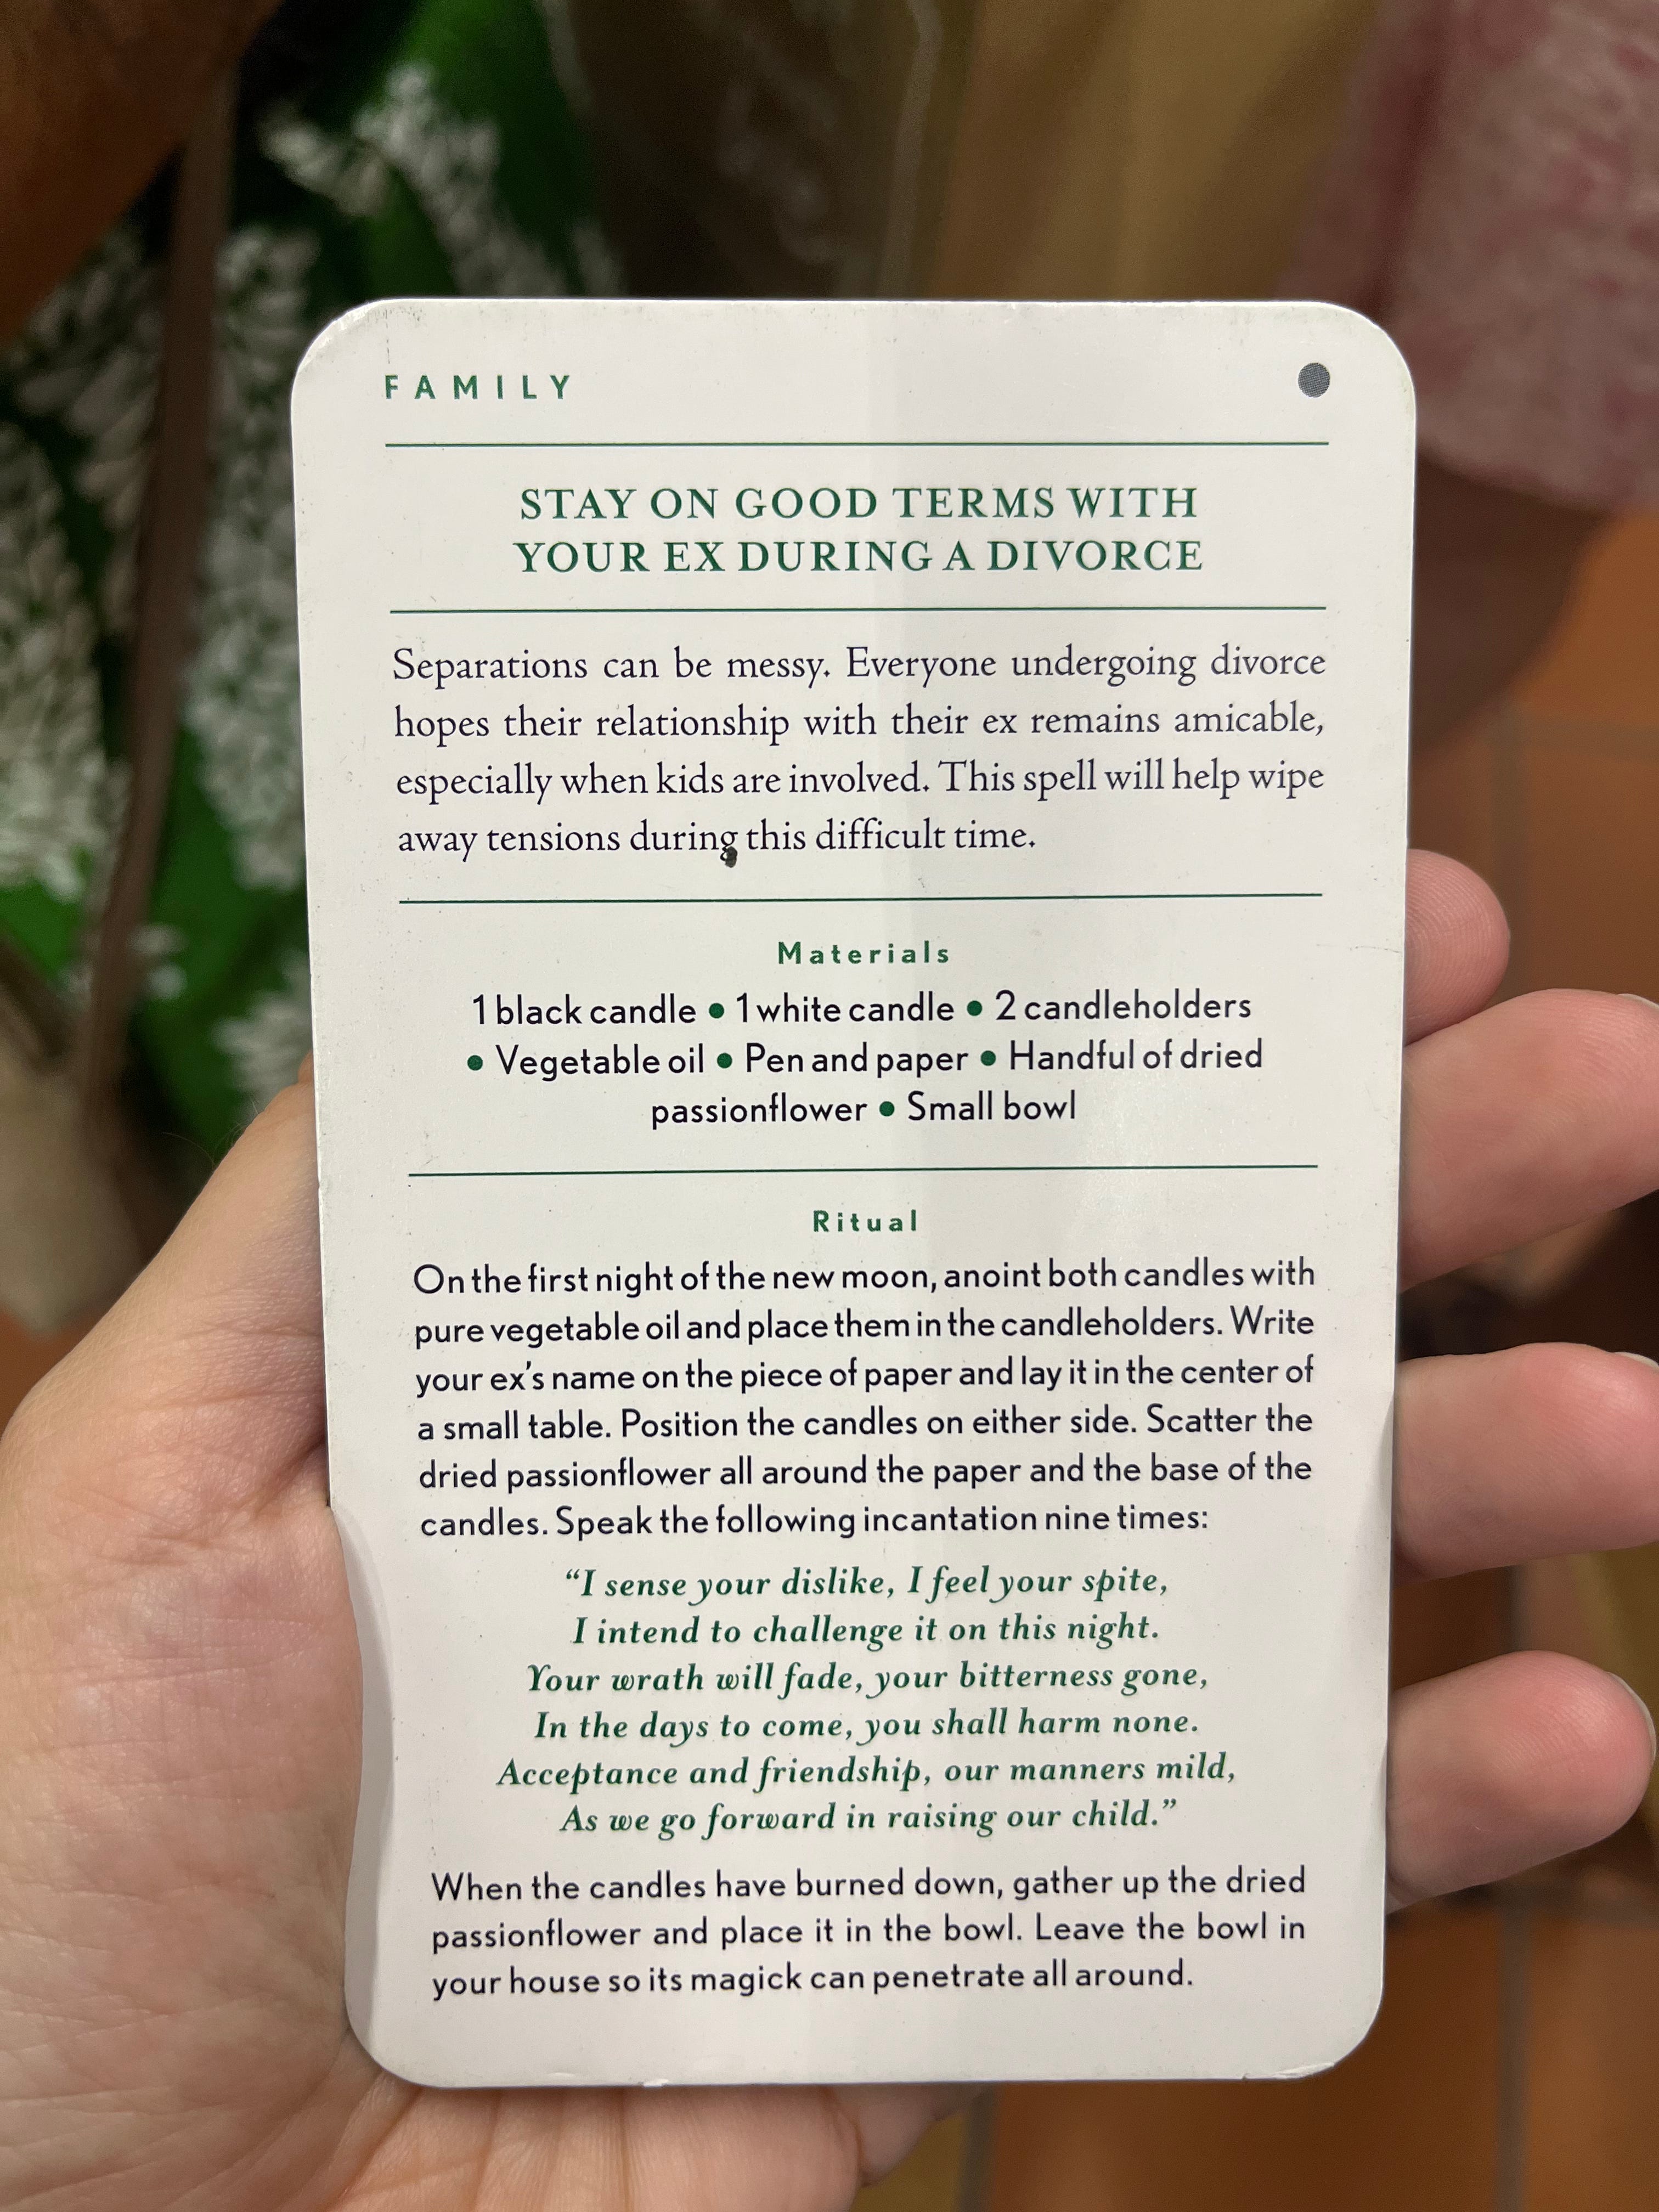 FAMILY
STAY ON GOOD TERMS WITH
YOUR EX DURING A DIVORCE
Separations can be messy. Everyone undergoing divorce
hopes their relationship with their ex remains amicable,
especially when kids are involved. This spell will help wipe
away tensions during this difficult time.
Materials
1 black candle • 1 white candle • 2 candleholders
• Vegetable oil • Pen and paper • Handful of dried
passionflower • Small bowl
Ritual
On the first night of the new moon, anoint both candles with
pure vegetable oil and place them in the candleholders. Write
your ex's name on the piece of paper and lay it in the center of
a small table. Position the candles on either side. Scatter the
dried passionflower all around the paper and the base of the
candles. Speak the following incantation nine times:
“I sense your dislike, I feel your spite,
I intend to challenge it on this night.
Your wrath will fade, your bitterness gone,
In the days to come, you shall harm none.
Acceptance and friendship, our manners mild,
As we go forward in raising our child.”
When the candles have burned down, gather up the dried
passionflower and place it in the bowl. Leave the bowl in
your house so its magick can penetrate all around.